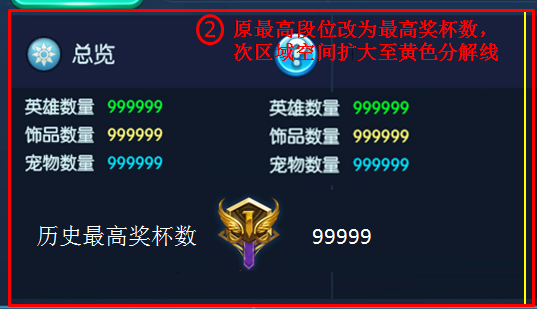 ② 原最高段位改为最高奖杯数，
次区域空间扩大至黄色分解线
总览
?
英雄数量 999999 英雄数量 999999
饰品数量 999999 饰品数量 999999
宠物数量 999999 宠物数量 999999
历史最高奖杯数 1 99999